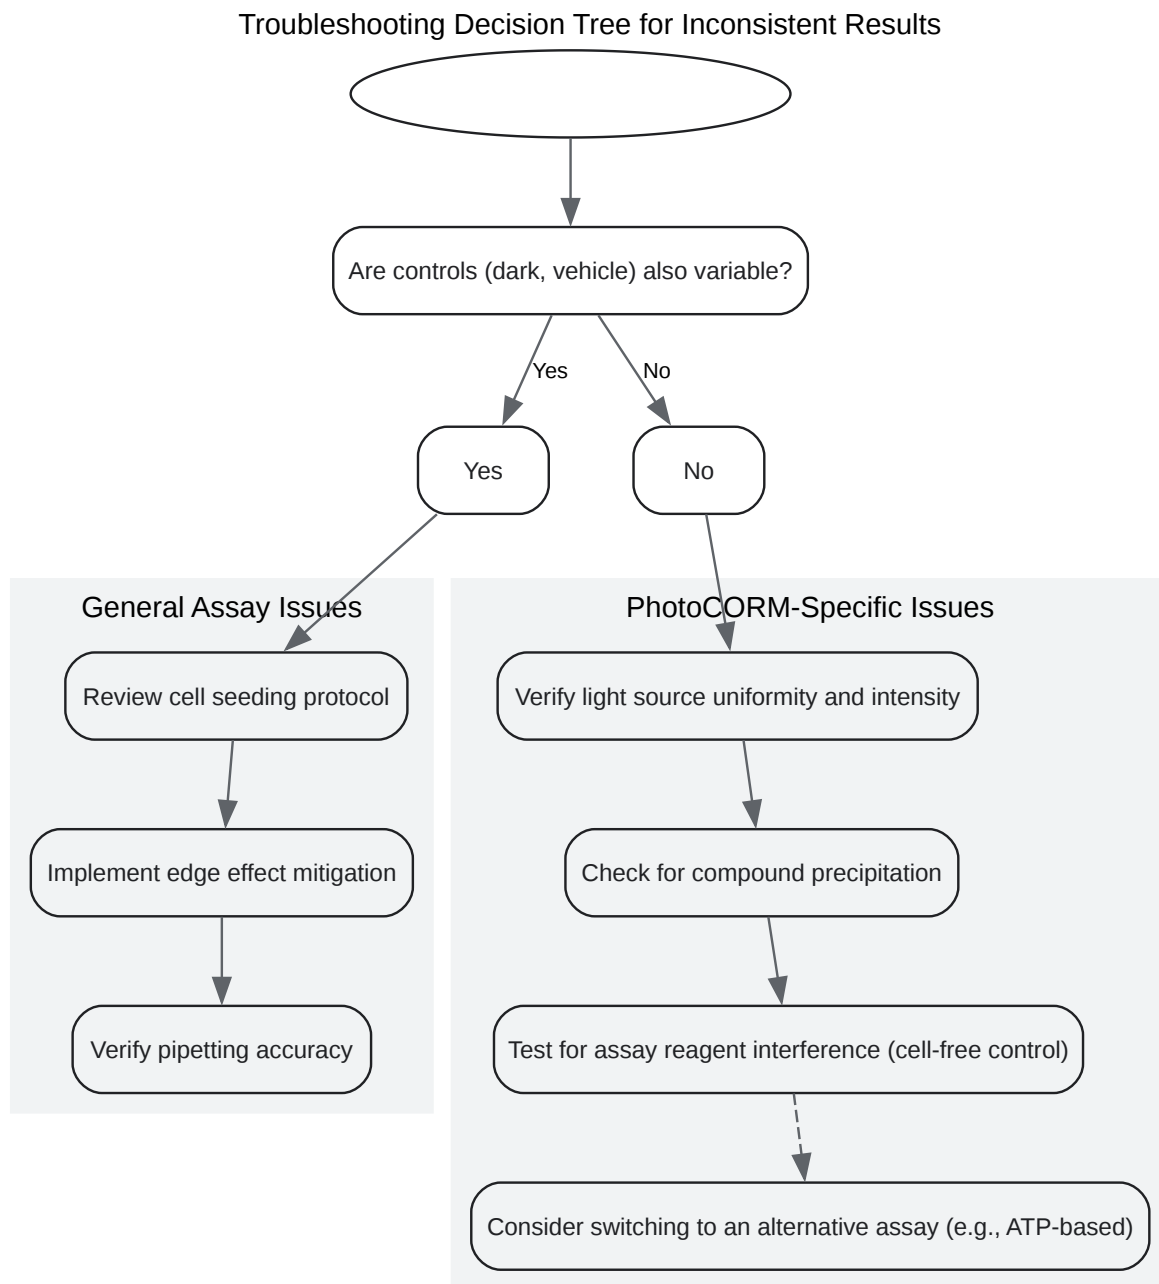 Troubleshooting Decision Tree for Inconsistent Results
Are controls (dark, vehicle) also variable?
Yes
No
Yes
No
General Assay Issues
Review cell seeding protocol
Implement edge effect mitigation
Verify pipetting accuracy
PhotoCORM-Specific Issues
Verify light source uniformity and intensity
Check for compound precipitation
Test for assay reagent interference (cell-free control)
Consider switching to an alternative assay (e.g., ATP-based)